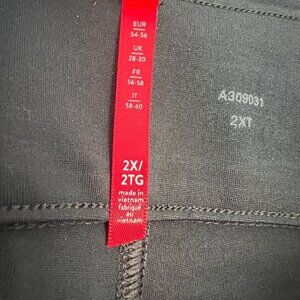 EUR
54-56
UK
28-30
FR
56-58
IT
58-60
2X/
2TG
made in
vietnam
fabriqué
au
vietnam
A309031
2XT